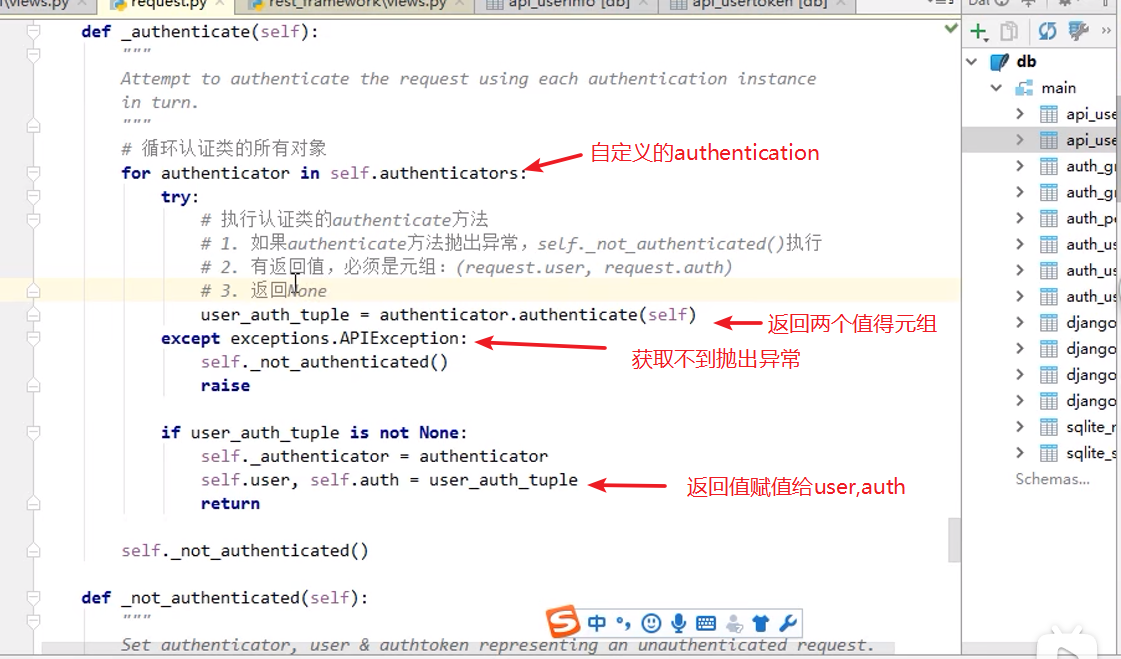 request.py
rest_framework\views.py
api_userinfo [db]
api_usertoken [db]
def _authenticate(self):
"""
Attempt to authenticate the request using each authentication instance
in turn.
"""
# 循环认证类的所有对象
自定义的authentication
for authenticator in self.authenticators:
try:
# 执行认证类的authenticate方法
# 1. 如果authenticate方法抛出异常，self._not_authenticated()执行
# 2. 有返回值，必须是元组：(request.user, request.auth)
# 3. 返回None
user_auth_tuple = authenticator.authenticate(self)
返回两个值得元组
except exceptions.APIException:
获取不到抛出异常
self._not_authenticated()
raise
if user_auth_tuple is not None:
self._authenticator = authenticator
self.user, self.auth = user_auth_tuple
返回值赋值给user,auth
return
self._not_authenticated()
def _not_authenticated(self):
"""
Set authenticator, user & authtoken representing an unauthenticated request.
中
db
main
api_use
api_use
auth_gr
auth_gr
auth_pe
auth_us
auth_us
auth_us
django
django
django
django
sqlite_
sqlite_s
Schemas...